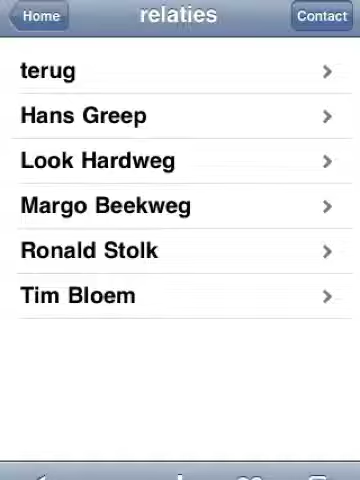 Home
relaties
Contact
terug
Hans Greep
Look Hardweg
Margo Beekweg
Ronald Stolk
Tim Bloem